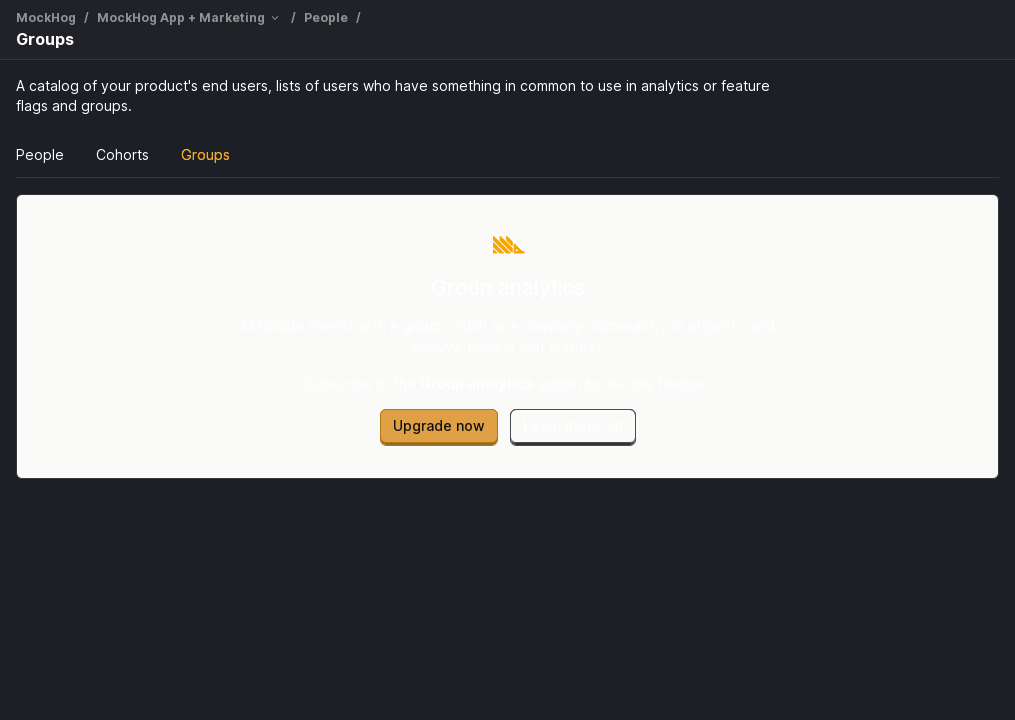 MockHog / MockHog App + Marketing / People /
Groups
A catalog of your product's end users, lists of users who have something in common to use in analytics or feature
flags and groups.
People Cohorts Groups
Group analytics
Associate events with a group - such as a company, community, or project - and
analyze them in that context.
Subscribe to the Group analytics addon to use this feature.
Upgrade now Learn more